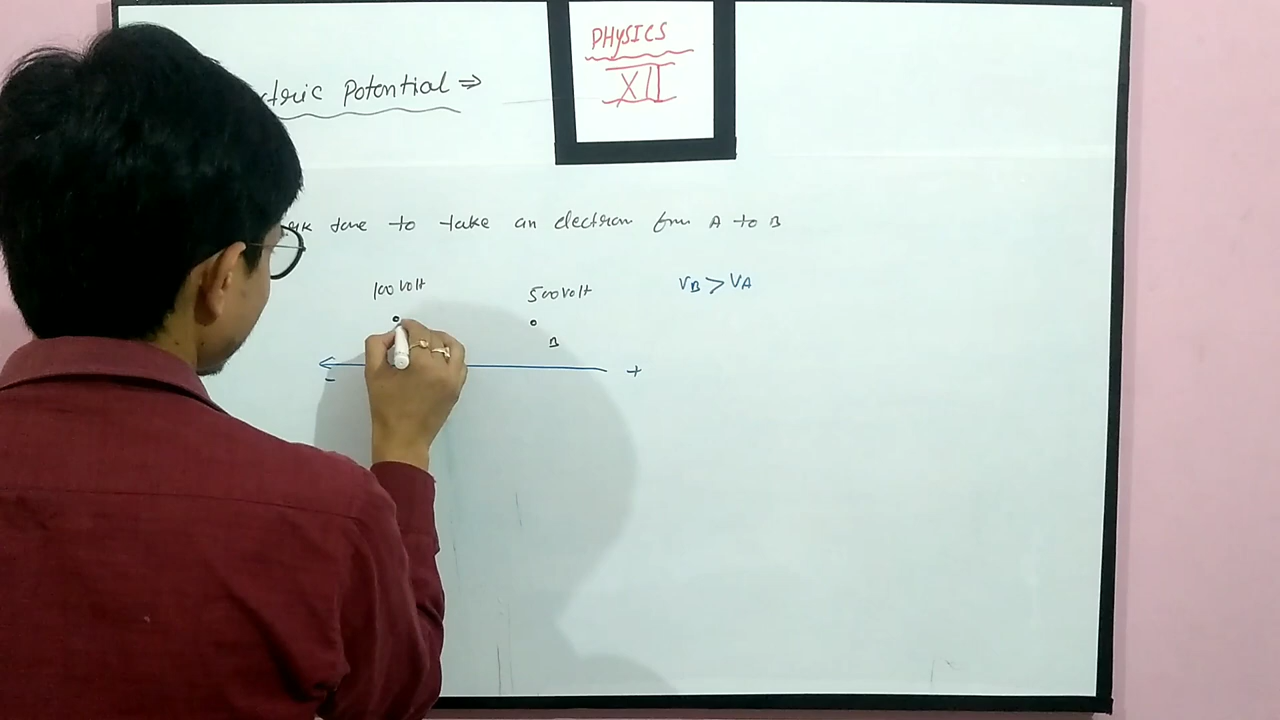 PHYSICS
XII
ctric Potential ⇒
done to take an electron from A to B
100 volt
500 volt
VB > VA
B
- +